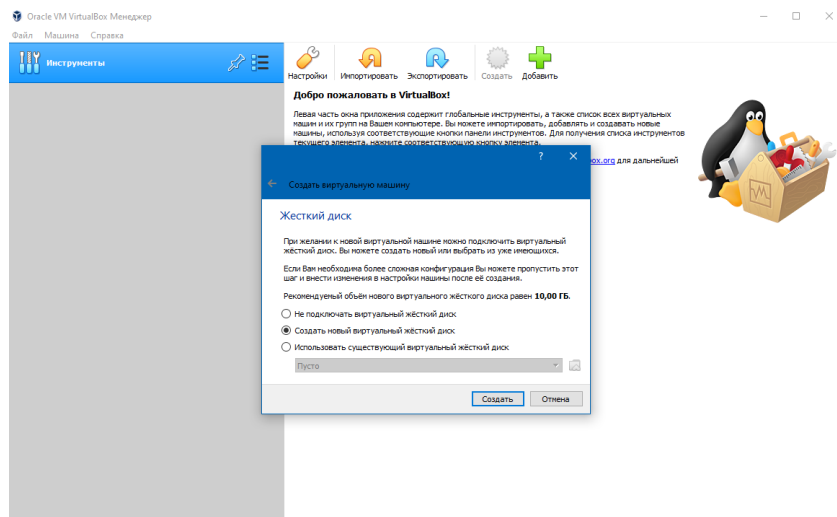 Oracle VM VirtualBox Менеджер
Файл Машина Справка
Инструменты
Настройки Импортировать Экспортировать Создать Добавить
Добро пожаловать в VirtualBox!
Левая часть окна приложения содержит глобальные инструменты, а также список всех виртуальных
машин и их групп на Вашем компьютере. Вы можете импортировать, добавлять и создавать новые
машины, используя соответствующие кнопки панели инструментов. Для получения списка инструментов
текущего элемента, нажмите соответствующую кнопку элемента.
box.org для дальнейшей
?
Создать виртуальную машину
Жесткий диск
При желании к новой виртуальной машине можно подключить виртуальный
жёсткий диск. Вы можете создать новый или выбрать из уже имеющихся.
Если Вам необходима более сложная конфигурация Вы можете пропустить этот
шаг и внести изменения в настройки машины после её создания.
Рекомендуемый объём нового виртуального жёсткого диска равен 10,00 ГБ.
Не подключать виртуальный жёсткий диск
Создать новый виртуальный жёсткий диск
Использовать существующий виртуальный жёсткий диск
Пусто
Создать Отмена